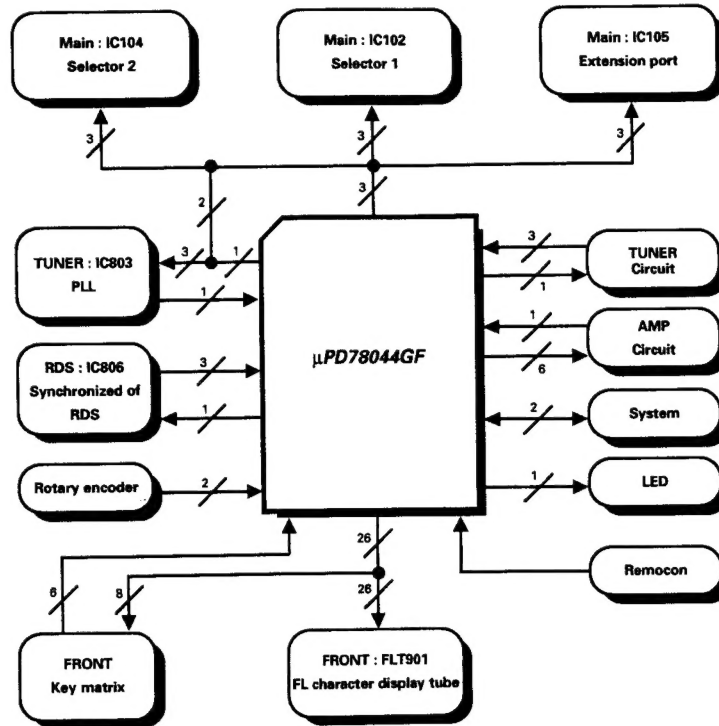 Main : IC104
Selector 2
Main : IC102
Selector 1
Main : IC105
Extension port
3
3
3
2
3
3
1
TUNER : IC803
PLL
1
3
1
TUNER
Circuit
1
6
AMP
Circuit
RDS : IC806
Synchronized of
RDS
3
1
μPD78044GF
2
System
Rotary encoder
2
1
LED
26
Remocon
6
8
26
FRONT
Key matrix
FRONT : FLT901
FL character display tube